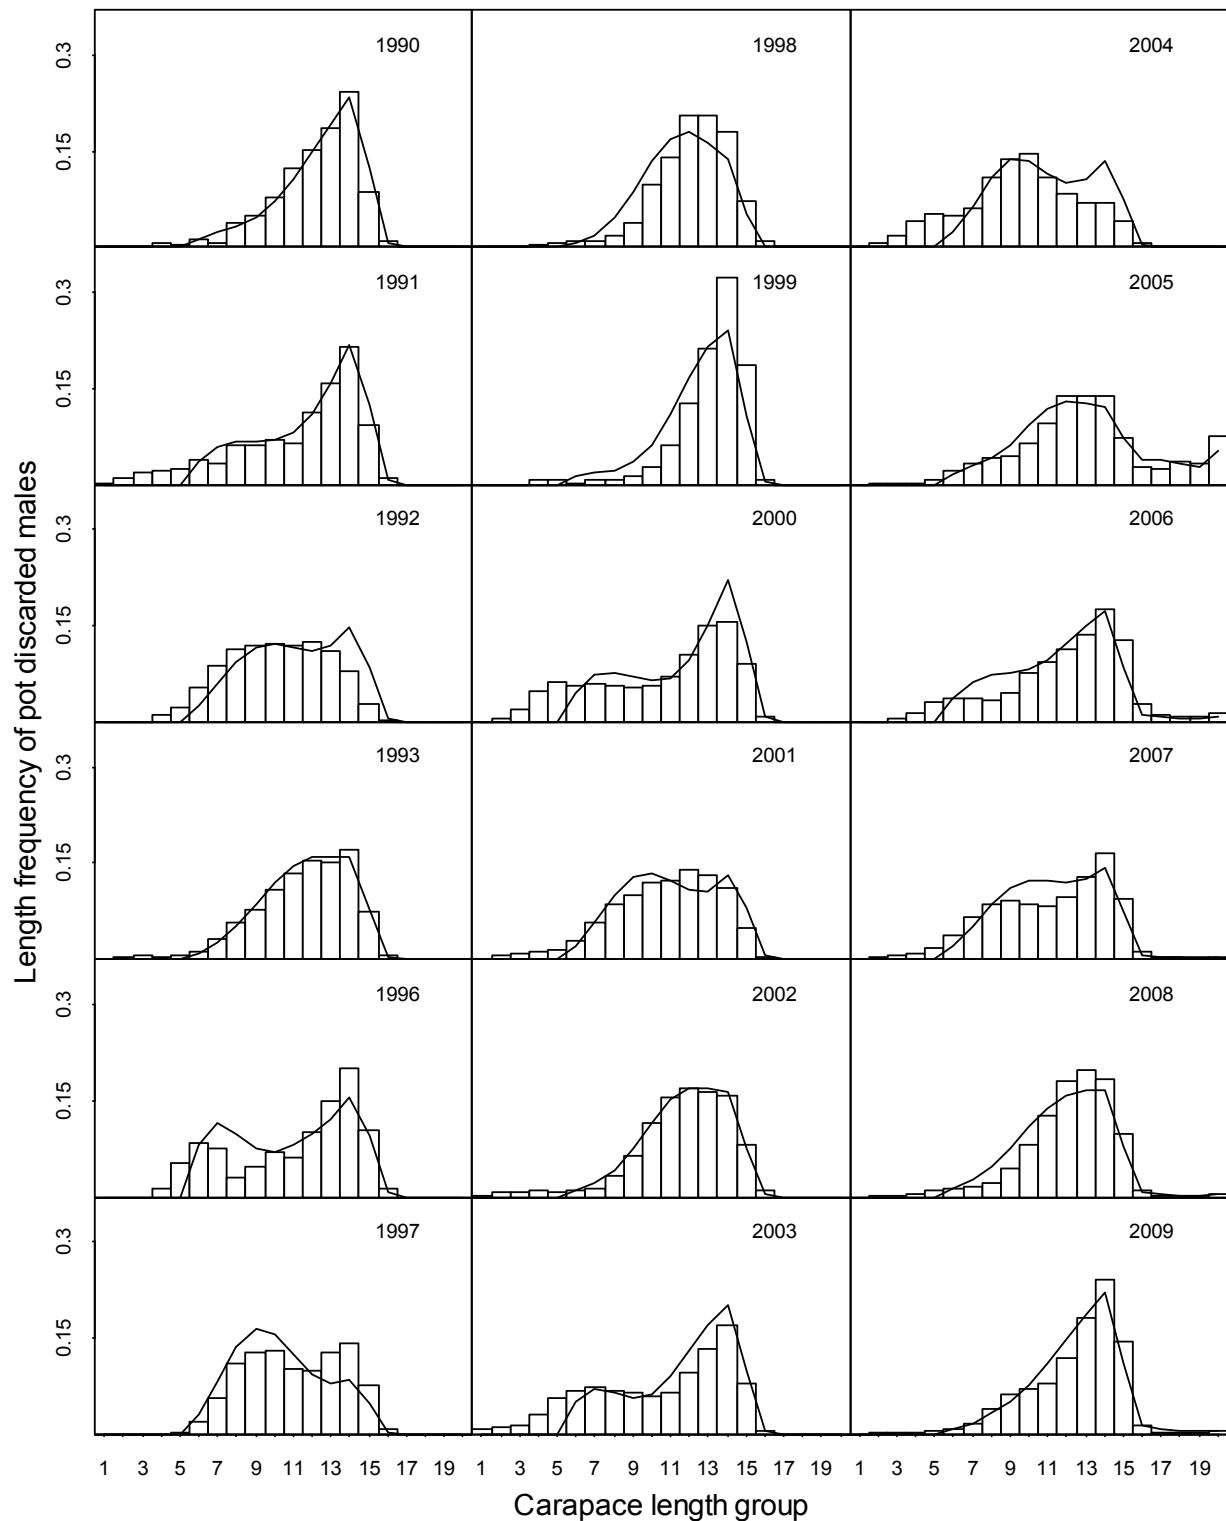 1990 1998 2004
0.3
0.15
1991 1999 2005
0.3
0.15
1992 2000 2006
0.3
0.15
1993 2001 2007
0.3
0.15
1996 2002 2008
0.3
0.15
1997 2003 2009
0.3
0.15
Length frequency of pot discarded males
1 3 5 7 9 11 13 15 17 19 1 3 5 7 9 11 13 15 17 19 1 3 5 7 9 11 13 15 17 19
Carapace length group